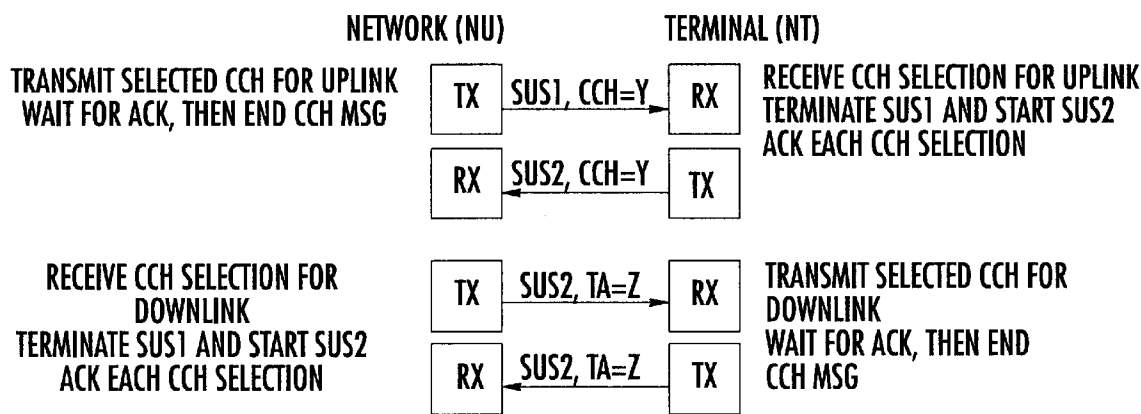 NETWORK (NU)
TERMINAL (NT)
TRANSMIT SELECTED CCH FOR UPLINK
WAIT FOR ACK, THEN END CCH MSG
TX
SUS1, CCH=Y
RX
RECEIVE CCH SELECTION FOR UPLINK
TERMINATE SUS1 AND START SUS2
ACK EACH CCH SELECTION
RX
SUS2, CCH=Y
TX
RECEIVE CCH SELECTION FOR
DOWNLINK
TERMINATE SUS1 AND START SUS2
ACK EACH CCH SELECTION
TX
SUS2, TA=Z
RX
RX
SUS2, TA=Z
TX
TRANSMIT SELECTED CCH FOR
DOWNLINK
WAIT FOR ACK, THEN END
CCH MSG